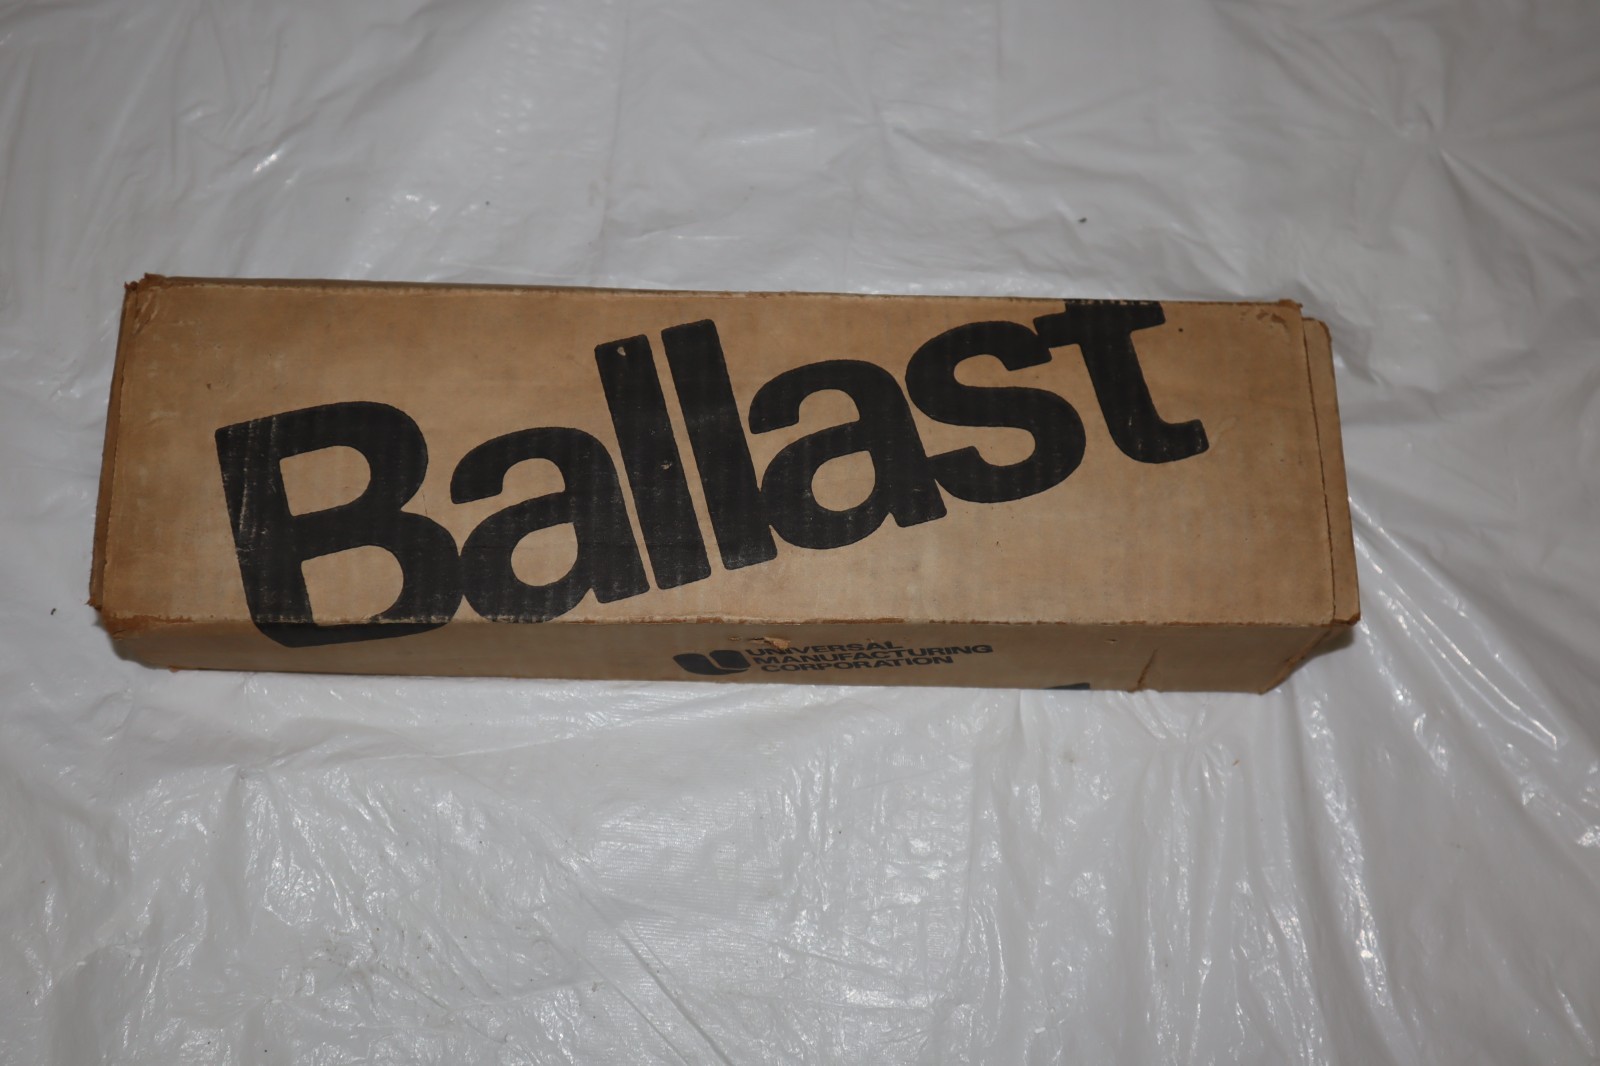 Ballast
UNIVERSAL
MANUFACTURING
CORPORATION